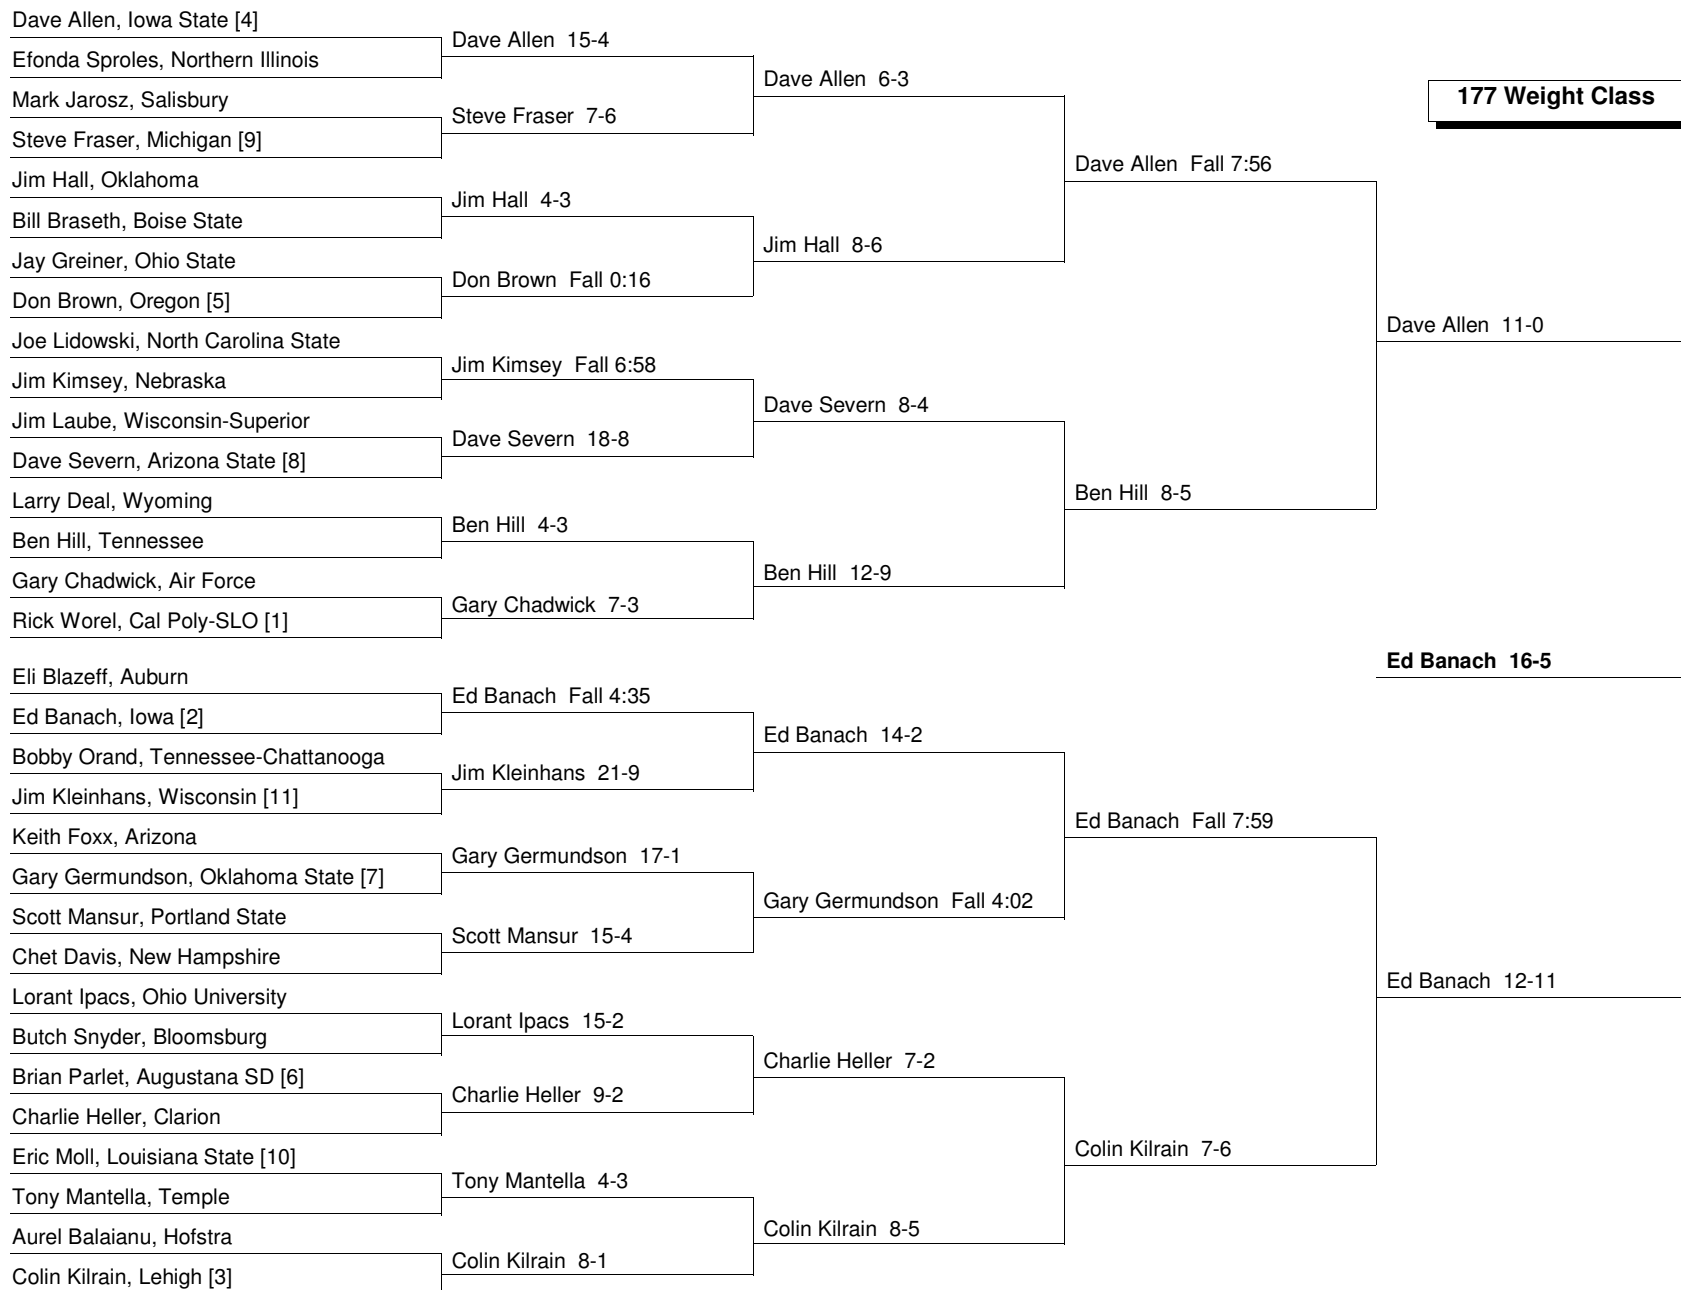 Dave Allen, Iowa State [4]
Efonda Sproles, Northern Illinois
Mark Jarosz, Salisbury
Steve Fraser, Michigan [9]
Jim Hall, Oklahoma
Bill Braseth, Boise State
Jay Greiner, Ohio State
Don Brown, Oregon [5]
Joe Lidowski, North Carolina State
Jim Kimsey, Nebraska
Jim Laube, Wisconsin-Superior
Dave Severn, Arizona State [8]
Larry Deal, Wyoming
Ben Hill, Tennessee
Gary Chadwick, Air Force
Rick Worel, Cal Poly-SLO [1]
Eli Blazeff, Auburn
Ed Banach, Iowa [2]
Bobby Orand, Tennessee-Chattanooga
Jim Kleinhans, Wisconsin [11]
Keith Foxx, Arizona
Gary Germundson, Oklahoma State [7]
Scott Mansur, Portland State
Chet Davis, New Hampshire
Lorant Ipacs, Ohio University
Butch Snyder, Bloomsburg
Brian Parlet, Augustana SD [6]
Charlie Heller, Clarion
Eric Moll, Louisiana State [10]
Tony Mantella, Temple
Aurel Balaianu, Hofstra
Colin Kilrain, Lehigh [3]
Dave Allen 15-4
Steve Fraser 7-6
Jim Hall 4-3
Don Brown Fall 0:16
Jim Kimsey Fall 6:58
Dave Severn 18-8
Ben Hill 4-3
Gary Chadwick 7-3
Ed Banach Fall 4:35
Jim Kleinhans 21-9
Gary Germundson 17-1
Scott Mansur 15-4
Lorant Ipacs 15-2
Charlie Heller 9-2
Tony Mantella 4-3
Colin Kilrain 8-1
Dave Allen 6-3
Jim Hall 8-6
Dave Severn 8-4
Ben Hill 12-9
Ed Banach 14-2
Gary Germundson Fall 4:02
Charlie Heller 7-2
Colin Kilrain 8-5
Dave Allen Fall 7:56
Ben Hill 8-5
Ed Banach Fall 7:59
Colin Kilrain 7-6
177 Weight Class
Dave Allen 11-0
Ed Banach 16-5
Ed Banach 12-11